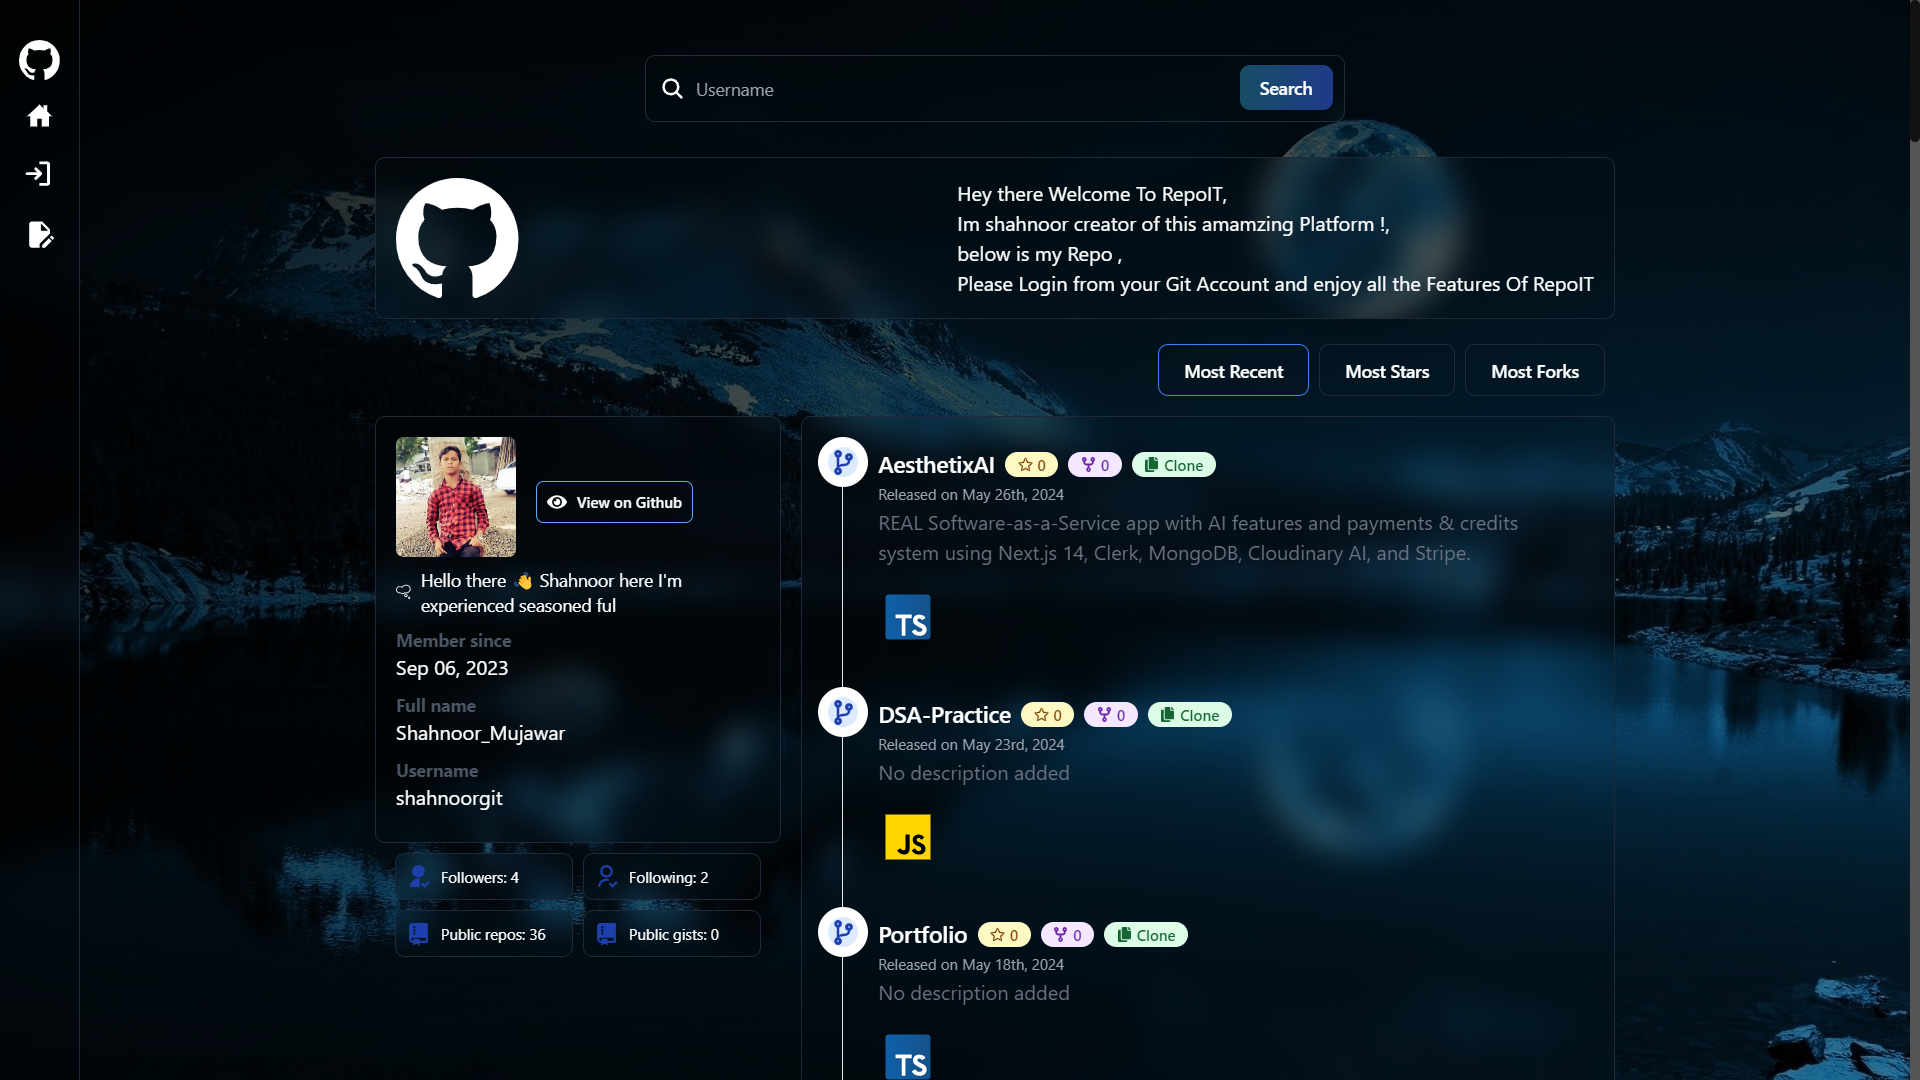 Username
Search
Hey there Welcome To RepoIT,
Im shahnoor creator of this amamzing Platform !,
below is my Repo ,
Please Login from your Git Account and enjoy all the Features Of RepoIT
Most Recent
Most Stars
Most Forks
View on Github
Hello there 👋 Shahnoor here I'm
experienced seasoned ful
Member since
Sep 06, 2023
Full name
Shahnoor_Mujawar
Username
shahnoorgit
Followers: 4
Following: 2
Public repos: 36
Public gists: 0
AesthetixAI 0 0 Clone
Released on May 26th, 2024
REAL Software-as-a-Service app with AI features and payments & credits
system using Next.js 14, Clerk, MongoDB, Cloudinary AI, and Stripe.
TS
DSA-Practice 0 0 Clone
Released on May 23rd, 2024
No description added
JS
Portfolio 0 0 Clone
Released on May 18th, 2024
No description added
TS